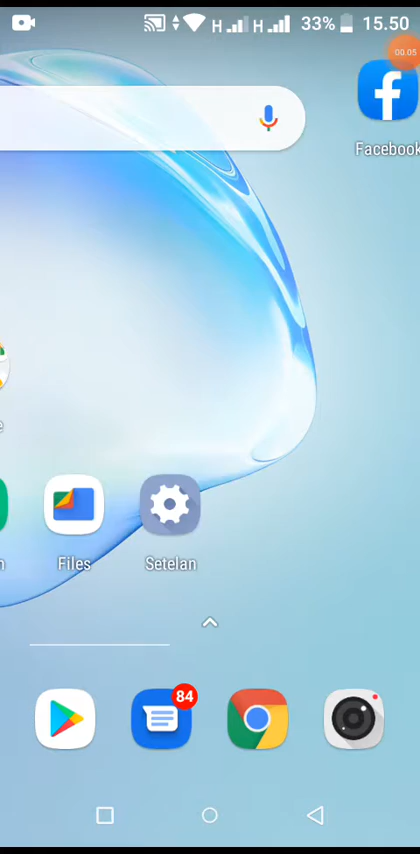 H H 33% 15.50
00.05
Facebook
e
n Files Setelan
84